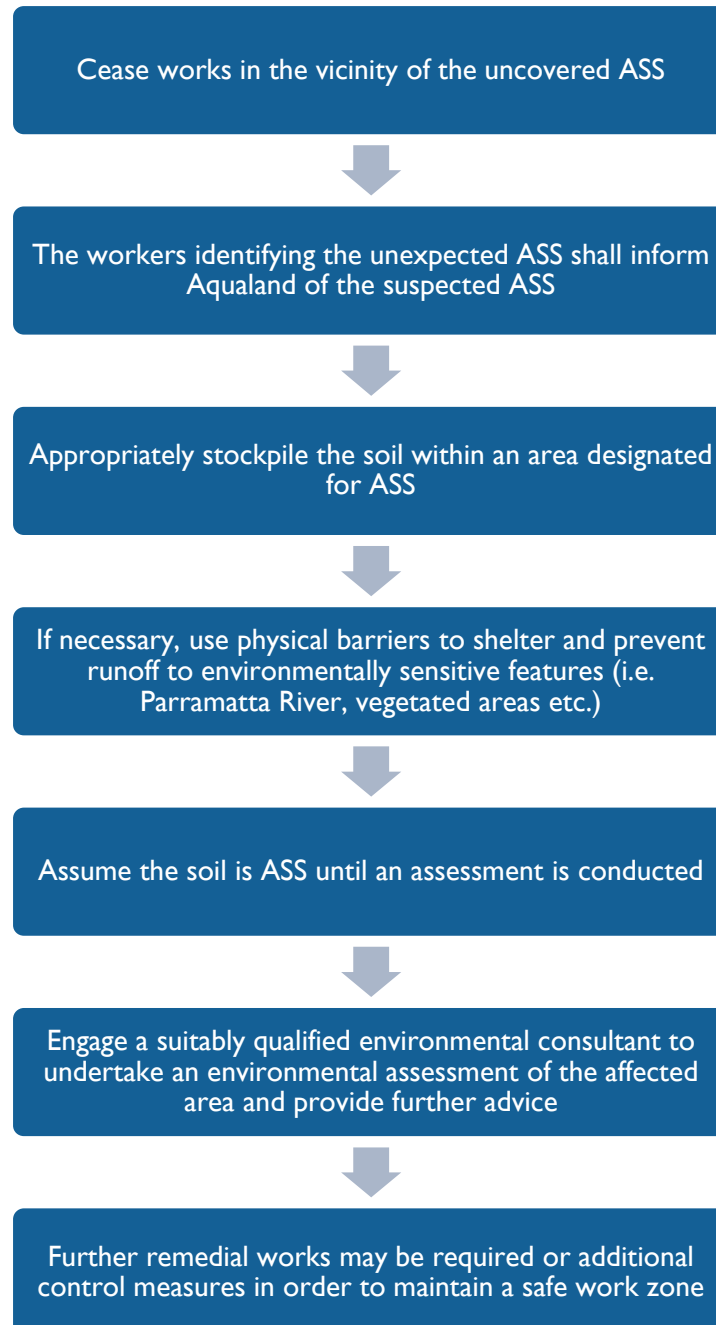 Cease works in the vicinity of the uncovered ASS
The workers identifying the unexpected ASS shall inform
Aqualand of the suspected ASS
Appropriately stockpile the soil within an area designated
for ASS
If necessary, use physical barriers to shelter and prevent
runoff to environmentally sensitive features (i.e.
Parramatta River, vegetated areas etc.)
Assume the soil is ASS until an assessment is conducted
Engage a suitably qualified environmental consultant to
undertake an environmental assessment of the affected
area and provide further advice
Further remedial works may be required or additional
control measures in order to maintain a safe work zone